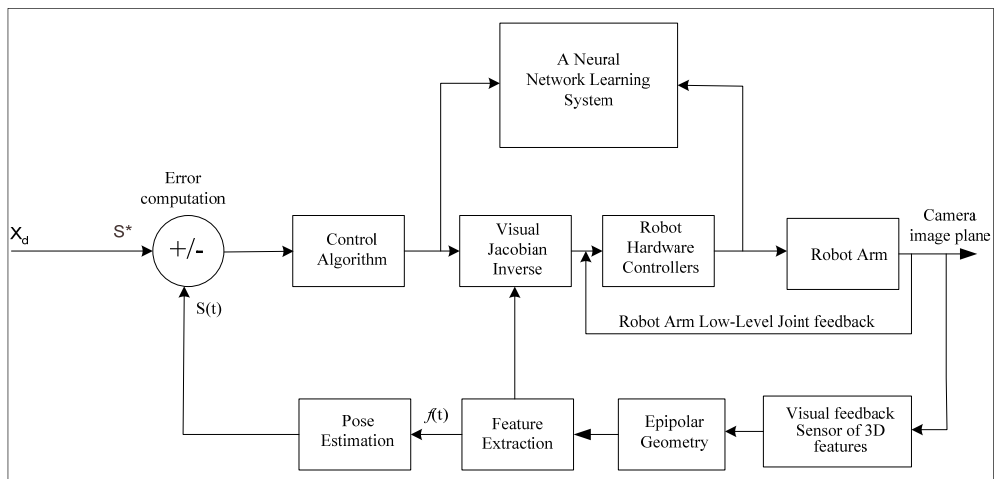 A Neural
Network Learning
System
Error
computation
X_d
S*
+/-
Control
Algorithm
Visual
Jacobian
Inverse
Robot
Hardware
Controllers
Robot Arm
Camera
image plane
S(t)
Robot Arm Low-Level Joint feedback
Pose
Estimation
f(t)
Feature
Extraction
Epipolar
Geometry
Visual feedback
Sensor of 3D
features